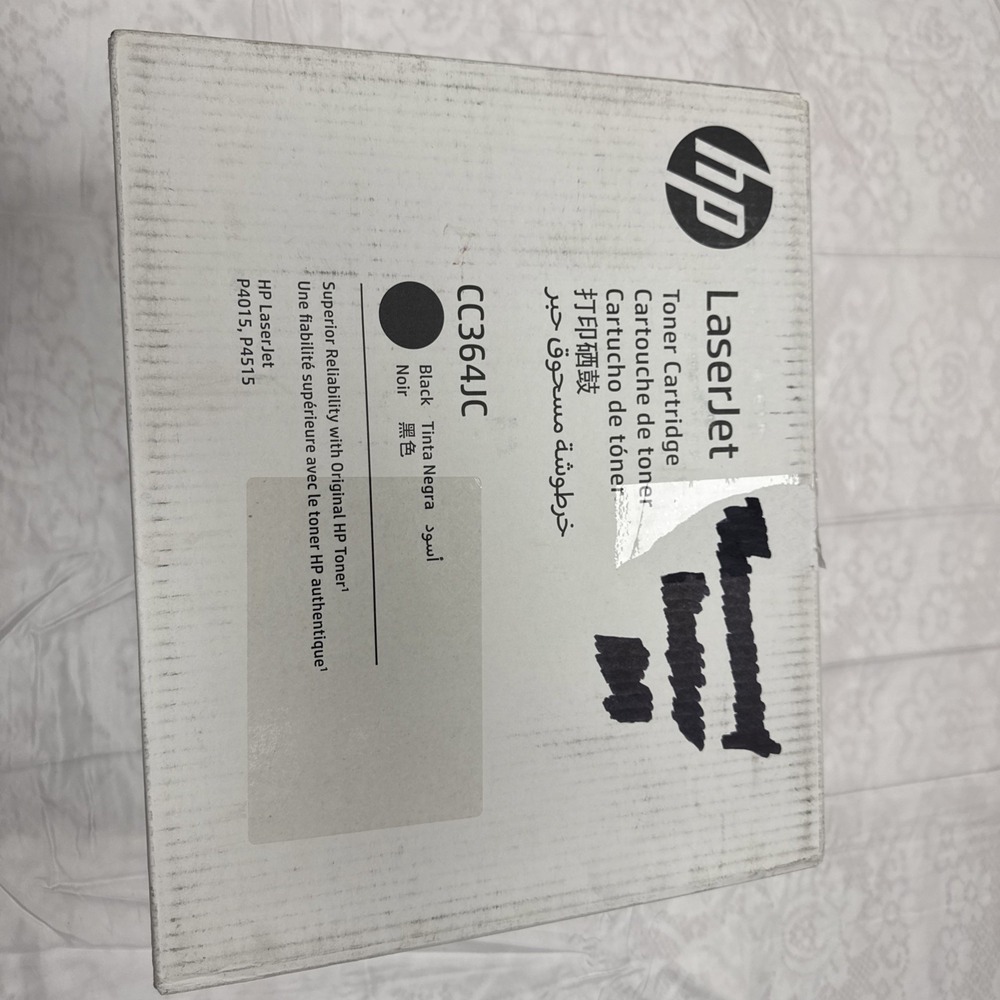 hp
LaserJet
Toner Cartridge
Cartouche de toner
Cartucho de tóner
打印硒鼓
خرطوشة مسحوق حبر
CC364JC
Black Tinta Negra أسود
Noir 黑色
Superior Reliability with Original HP Toner¹
Une fiabilité supérieure avec le toner HP authentique¹
HP LaserJet
P4015, P4515